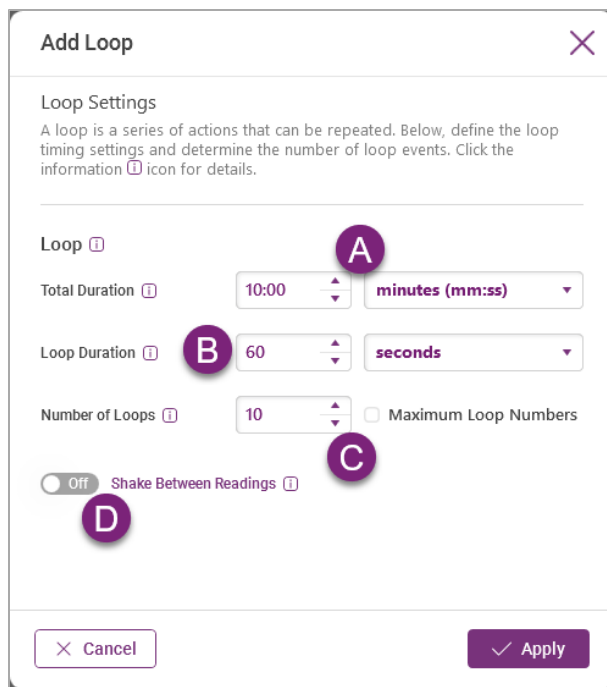 Add Loop
Loop Settings
A loop is a series of actions that can be repeated. Below, define the loop
timing settings and determine the number of loop events. Click the
information i icon for details.
Loop i
A
Total Duration i 10:00 minutes (mm:ss)
Loop Duration i B 60 seconds
Number of Loops i 10 Maximum Loop Numbers
C
Off Shake Between Readings i
D
Cancel Apply